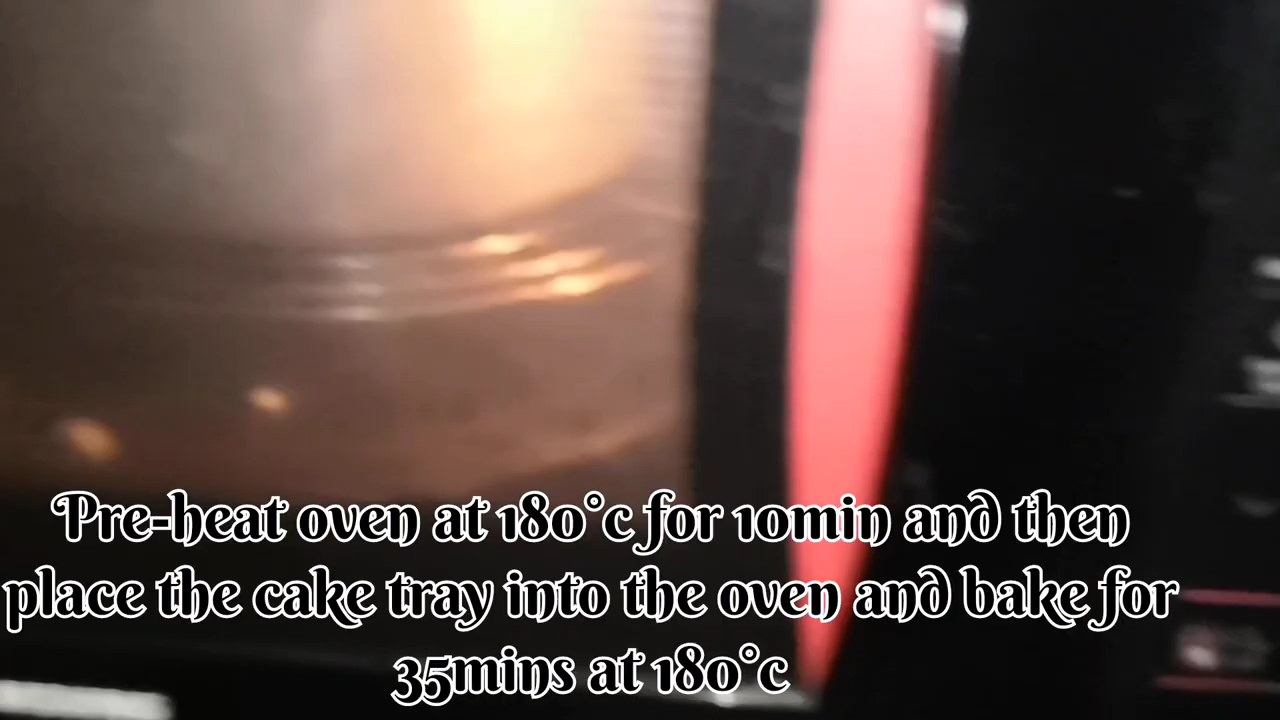 Pre-heat oven at 180°c for 10min and then
place the cake tray into the oven and bake for
35mins at 180°c